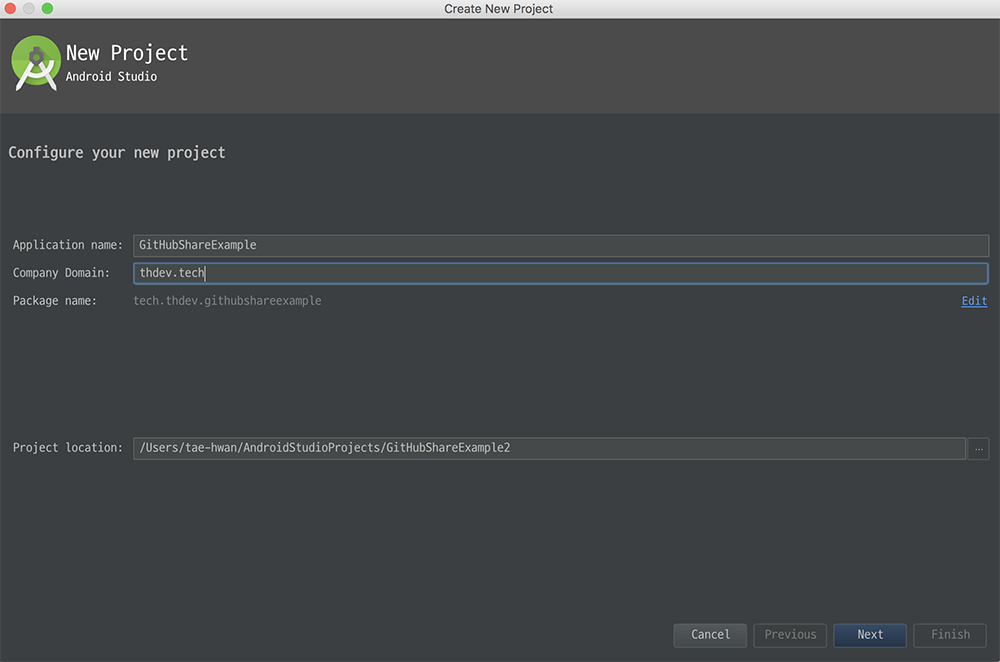 Create New Project
New Project
Android Studio
Configure your new project
Application name: GitHubShareExample
Company Domain: thdev.tech
Package name: tech.thdev.githubshareexample Edit
Project location: /Users/tae-hwan/AndroidStudioProjects/GitHubShareExample2 ...
Cancel Previous Next Finish